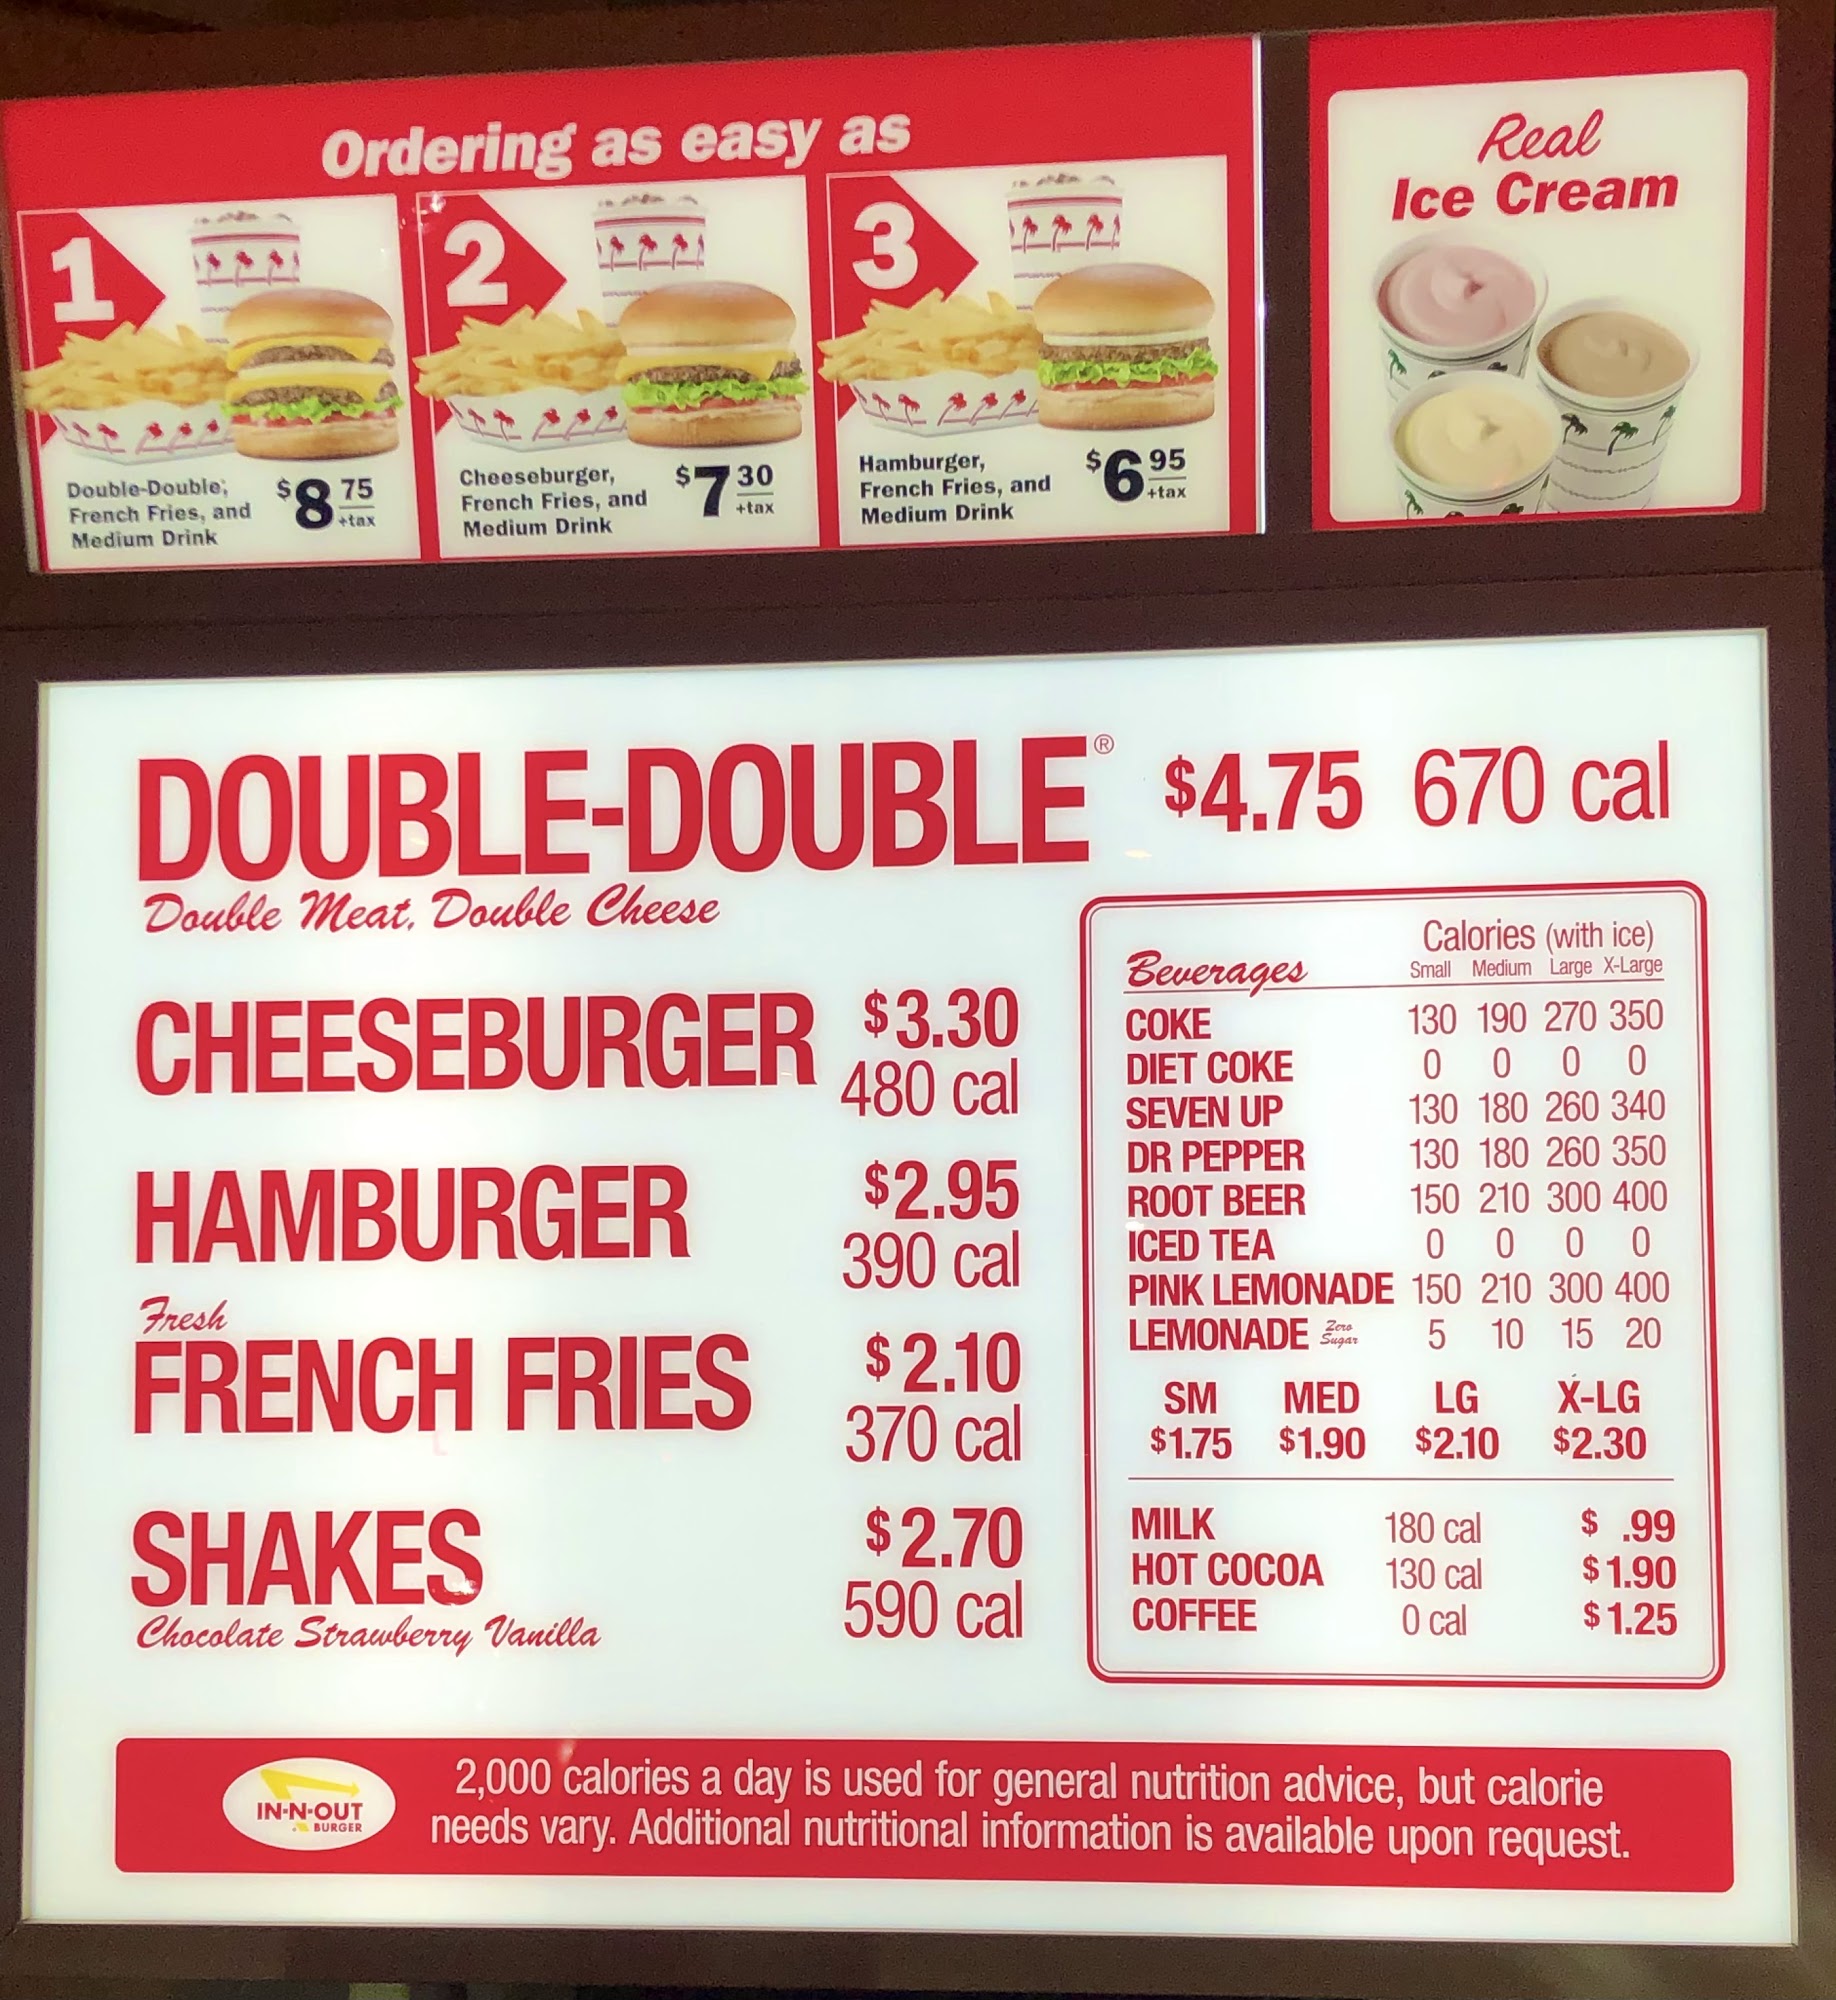 Ordering as easy as
1
Double-Double,
French Fries, and
Medium Drink
$8 75
+tax
2
Cheeseburger,
French Fries, and
Medium Drink
$7 30
+tax
3
Hamburger,
French Fries, and
Medium Drink
$6 95
+tax
Real
Ice Cream
DOUBLE-DOUBLE® $4.75 670 cal
Double Meat, Double Cheese
CHEESEBURGER $3.30
480 cal
HAMBURGER $2.95
390 cal
Fresh
FRENCH FRIES $2.10
370 cal
SHAKES $2.70
590 cal
Chocolate Strawberry Vanilla
Calories (with ice)
Beverages Small Medium Large X-Large
COKE 130 190 270 350
DIET COKE 0 0 0 0
SEVEN UP 130 180 260 340
DR PEPPER 130 180 260 350
ROOT BEER 150 210 300 400
ICED TEA 0 0 0 0
PINK LEMONADE 150 210 300 400
LEMONADE Zero Sugar 5 10 15 20
SM MED LG X-LG
$1.75 $1.90 $2.10 $2.30
MILK 180 cal $ .99
HOT COCOA 130 cal $1.90
COFFEE 0 cal $1.25
IN-N-OUT
BURGER
2,000 calories a day is used for general nutrition advice, but calorie
needs vary. Additional nutritional information is available upon request.